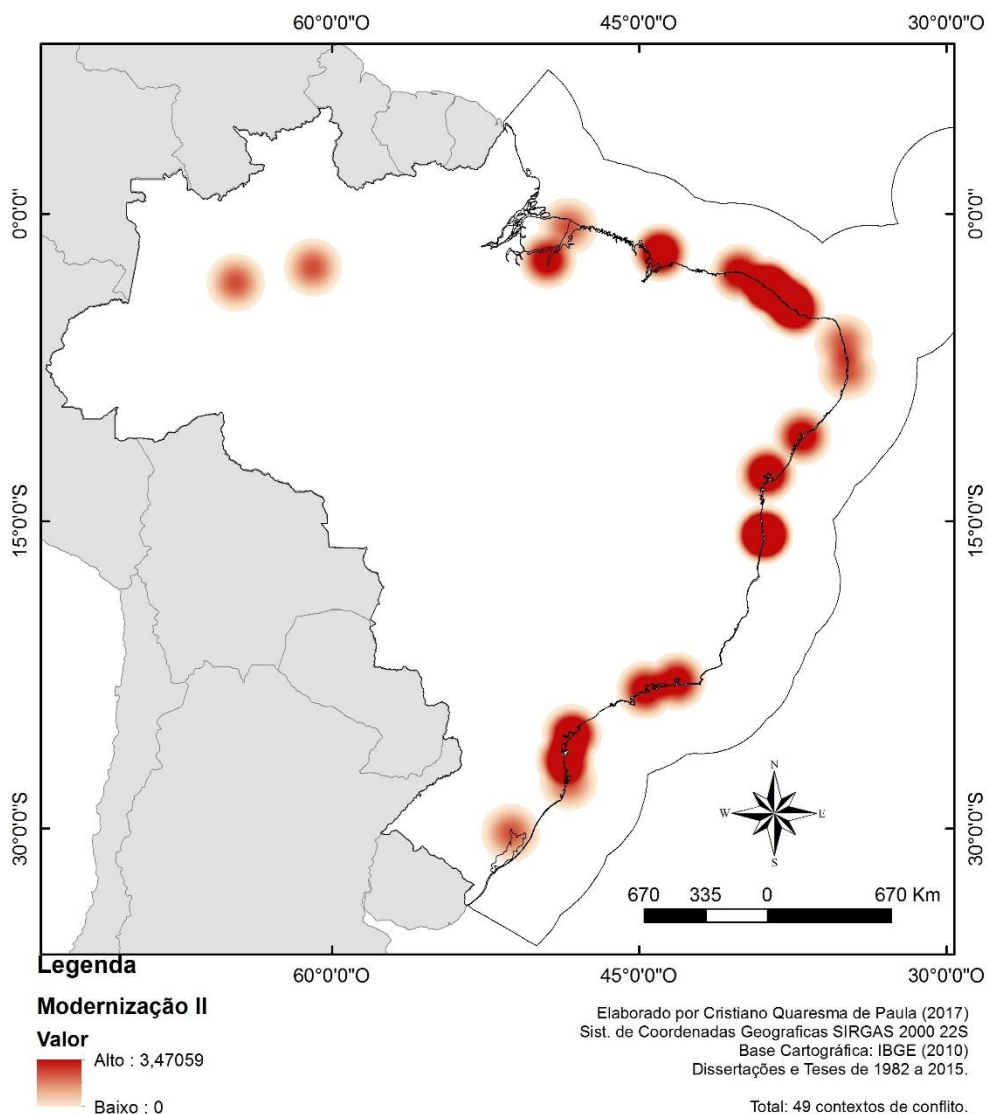 60°0'0"O 45°0'0"O 30°0'0"O
0°0'0"
0°0'0"
15°0'0"S
15°0'0"S
30°0'0"S
30°0'0"S
N
W E
S
670 335 0 670 Km
60°0'0"O 45°0'0"O 30°0'0"O
Legenda
Modernização II
Valor
Alto : 3,47059
Baixo : 0
Elaborado por Cristiano Quaresma de Paula (2017)
Sist. de Coordenadas Geograficas SIRGAS 2000 22S
Base Cartográfica: IBGE (2010)
Dissertações e Teses de 1982 a 2015.
Total: 49 contextos de conflito.